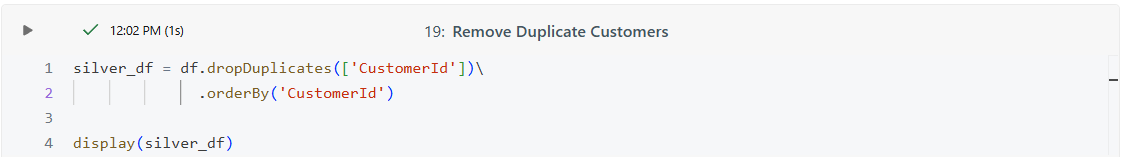 12:02 PM (1s) 19: Remove Duplicate Customers
1 silver_df = df.dropDuplicates(['CustomerId'])\
2 .orderBy('CustomerId')
3
4 display(silver_df)